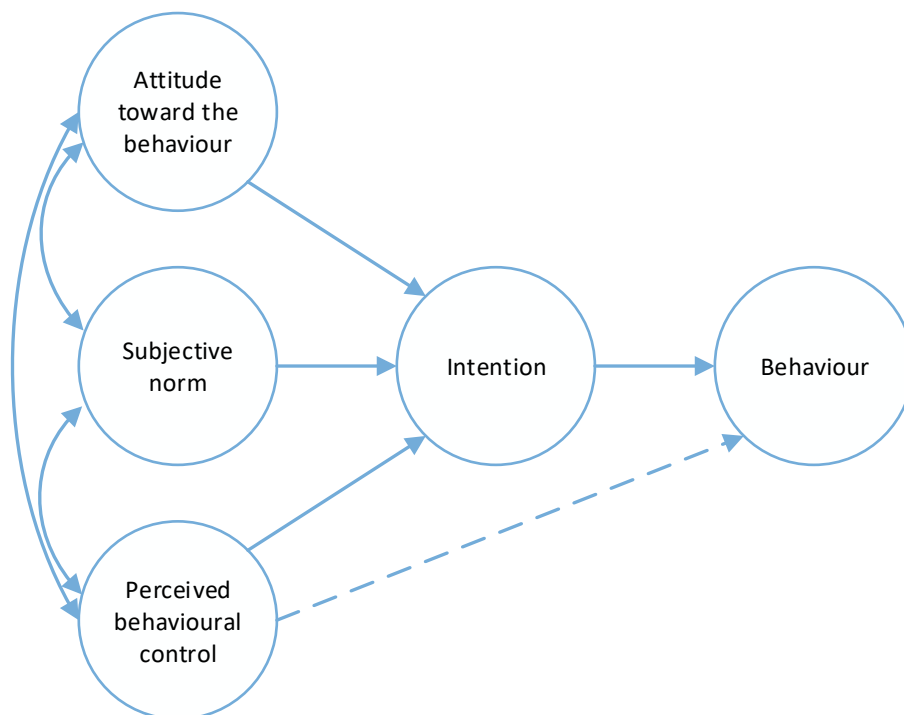 Attitude
toward the
behaviour
Subjective
norm
Intention
Behaviour
Perceived
behavioural
control